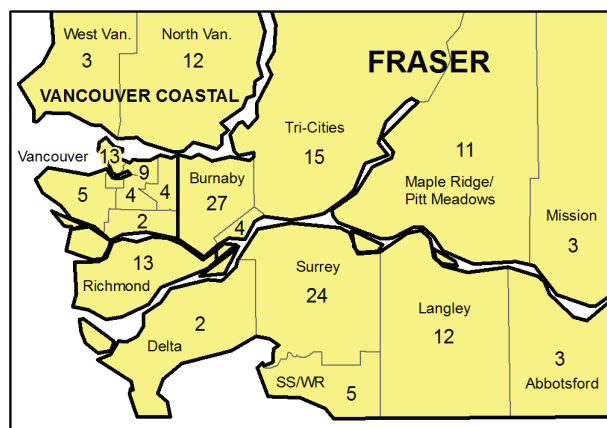 West Van.
3
North Van.
12
VANCOUVER COASTAL
FRASER
Tri-Cities
15
11
Maple Ridge/
Pitt Meadows
Mission
3
Vancouver
13
9
5
4
4
2
Burnaby
27
4
13
Richmond
Surrey
24
Langley
12
2
Delta
SS/WR
5
3
Abbotsford